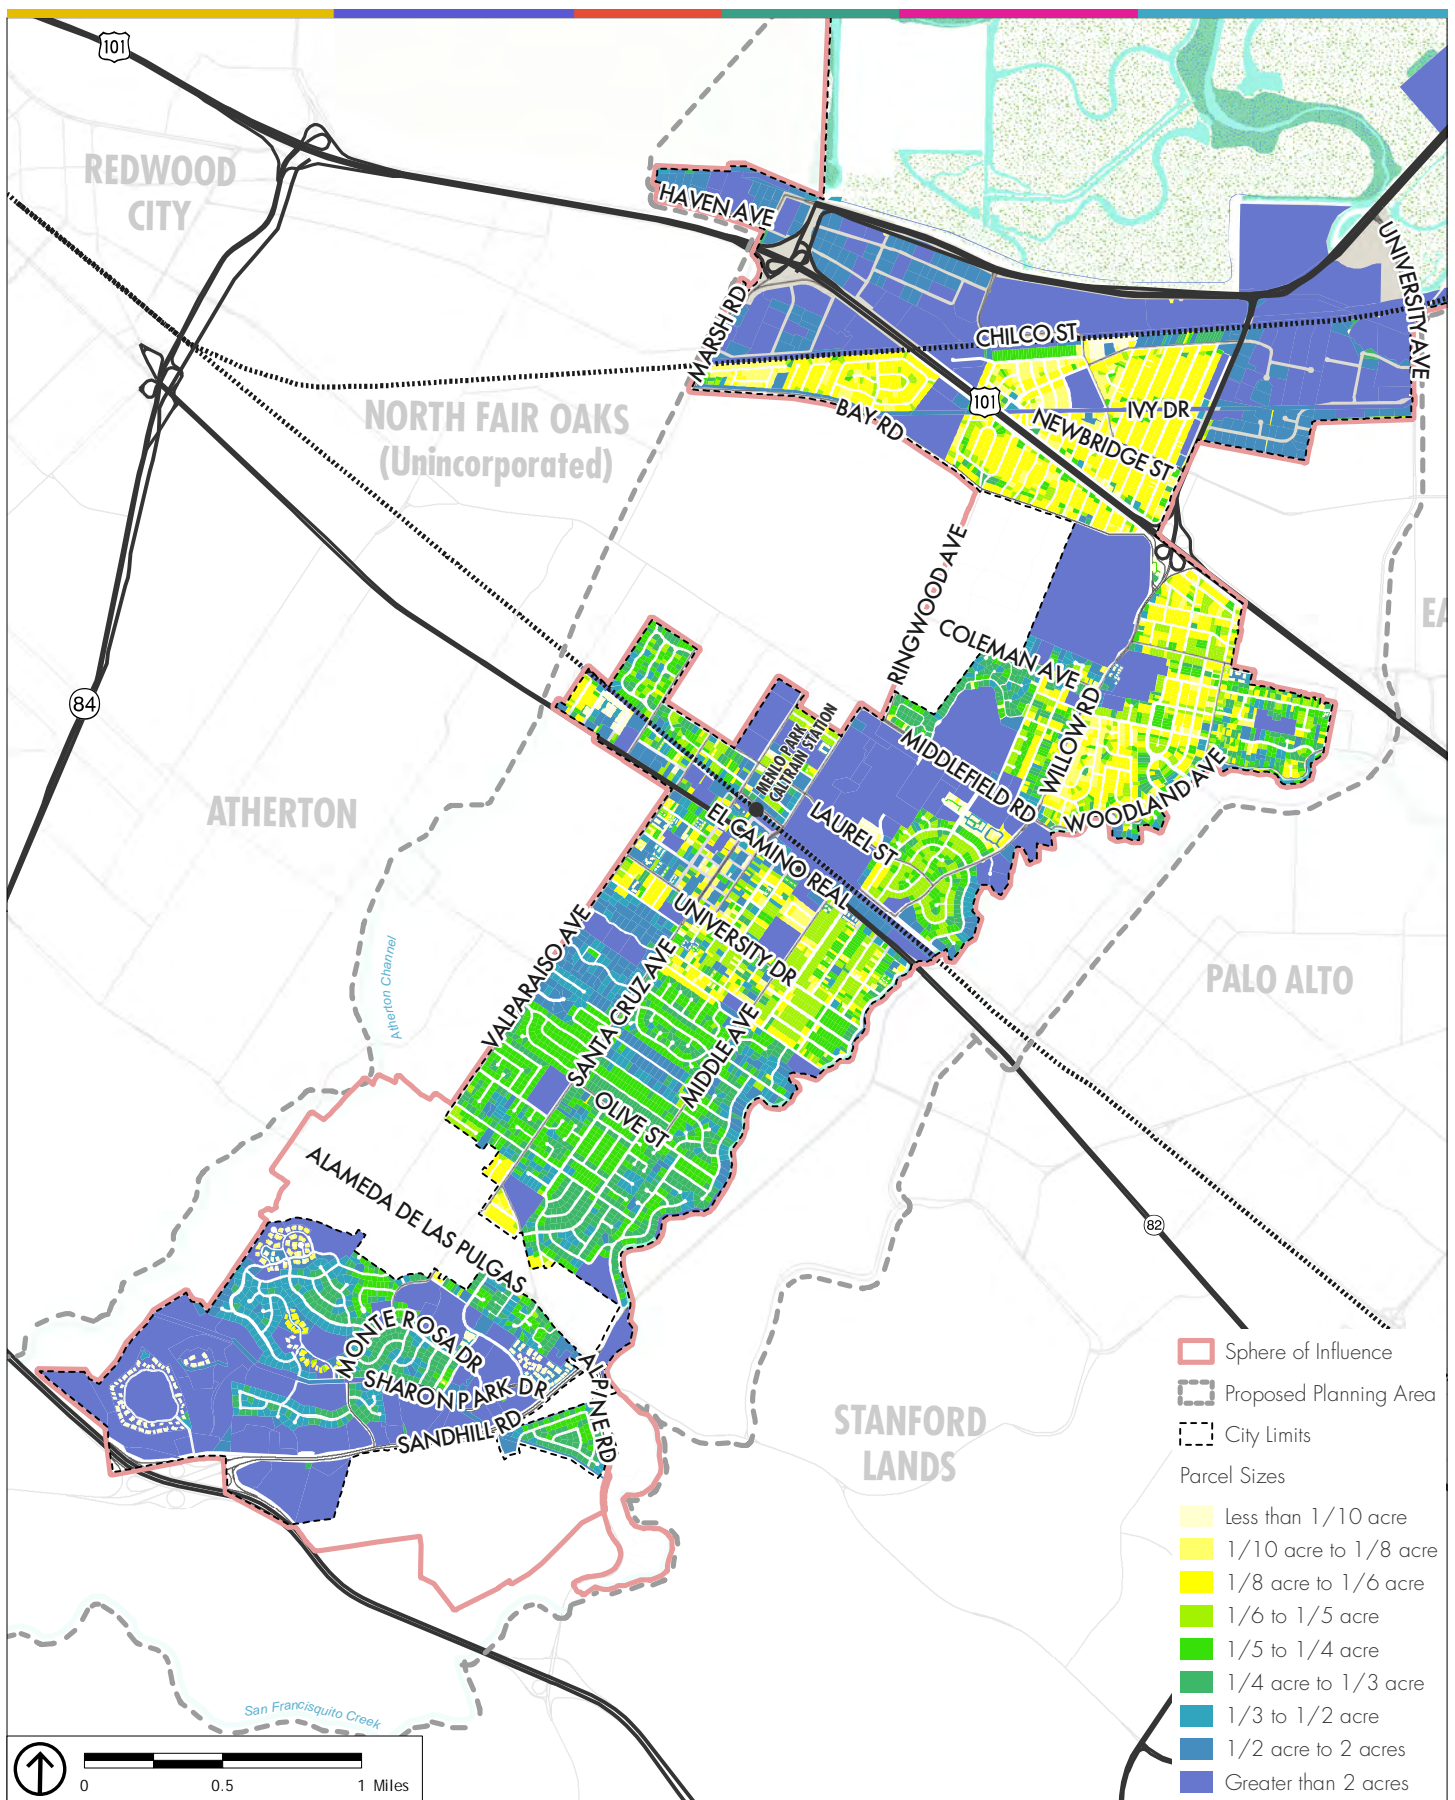 101
REDWOOD
CITY
HAVEN AVE
UNIVERSITY AVE
MARSH RD
CHILCO ST
NORTH FAIR OAKS
(Unincorporated)
101
BAY RD
IVY DR
NEWBRIDGE ST
RINGWOOD AVE
COLEMAN AVE
EA
84
WILLOW RD
MENLO PARK
CALTRAIN STATION
MIDDLEFIELD RD
WOODLAND AVE
ATHERTON
LAUREL ST
EL CAMINO REAL
UNIVERSITY DR
VALPARAISO AVE
SANTA CRUZ AVE
Atherton Channel
PALO ALTO
MIDDLE AVE
OLIVE ST
ALAMEDA DE LAS PULGAS
82
MONTE ROSA DR
SHARON PARK DR
SANDHILL RD
ALPINE RD
STANFORD
LANDS
San Francisquito Creek
Sphere of Influence
Proposed Planning Area
City Limits
Parcel Sizes
Less than 1/10 acre
1/10 acre to 1/8 acre
1/8 acre to 1/6 acre
1/6 to 1/5 acre
1/5 to 1/4 acre
1/4 acre to 1/3 acre
1/3 to 1/2 acre
1/2 acre to 2 acres
Greater than 2 acres
0 0.5 1 Miles